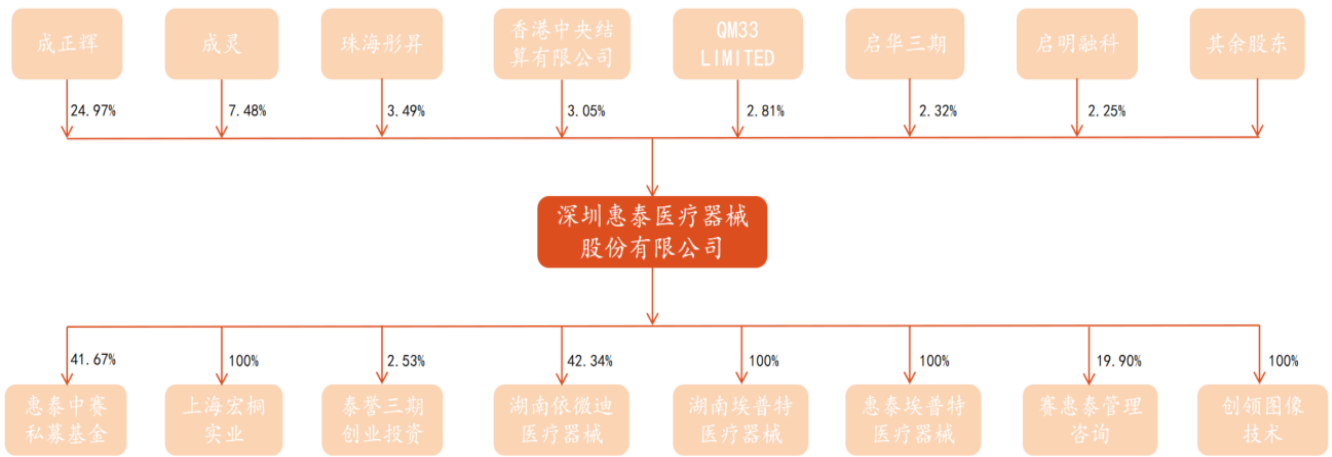 成正辉
成灵
珠海彤昇
香港中央结
算有限公司
QM33
LIMITED
启华三期
启明融科
其余股东
24.97%
7.48%
3.49%
3.05%
2.81%
2.32%
2.25%
深圳惠泰医疗器械
股份有限公司
41.67%
100%
2.53%
42.34%
100%
100%
19.90%
100%
惠泰中赛
私募基金
上海宏桐
实业
泰誉三期
创业投资
湖南依微迪
医疗器械
湖南埃普特
医疗器械
惠泰埃普特
医疗器械
赛惠泰管理
咨询
创领图像
技术